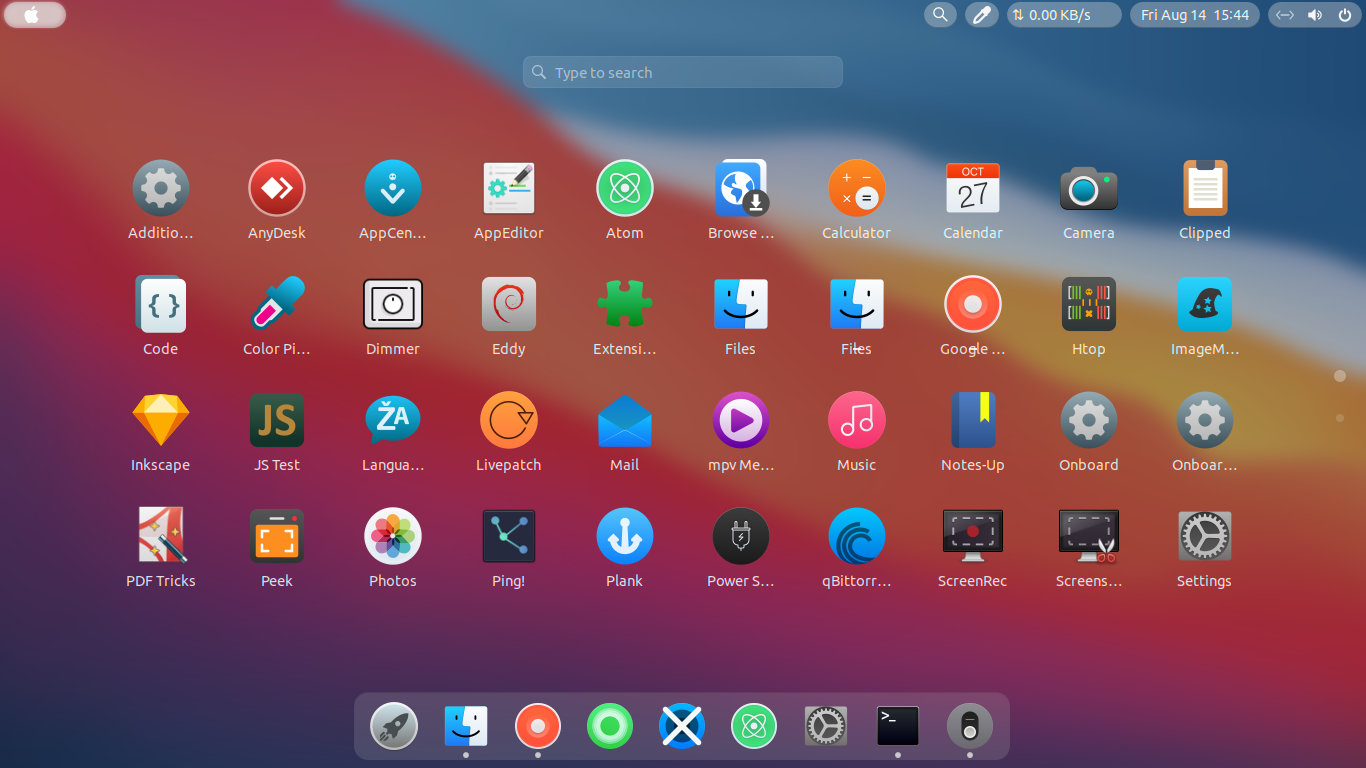 0.00 KB/s
Fri Aug 14 15:44
Type to search
Additio...
AnyDesk
AppCen...
AppEditor
Atom
Browse ...
Calculator
OCT
27
Calendar
Camera
Clipped
{ }
Code
Color Pi...
Dimmer
Eddy
Extensi...
Files
Files
Google ...
Htop
ImageM...
Inkscape
JS
JS Test
ŽA
Langua...
Livepatch
Mail
mpv Me...
Music
Notes-Up
Onboard
Onboar...
PDF Tricks
Peek
Photos
Ping!
Plank
Power S...
qBittorr...
ScreenRec
Screens...
Settings
>_